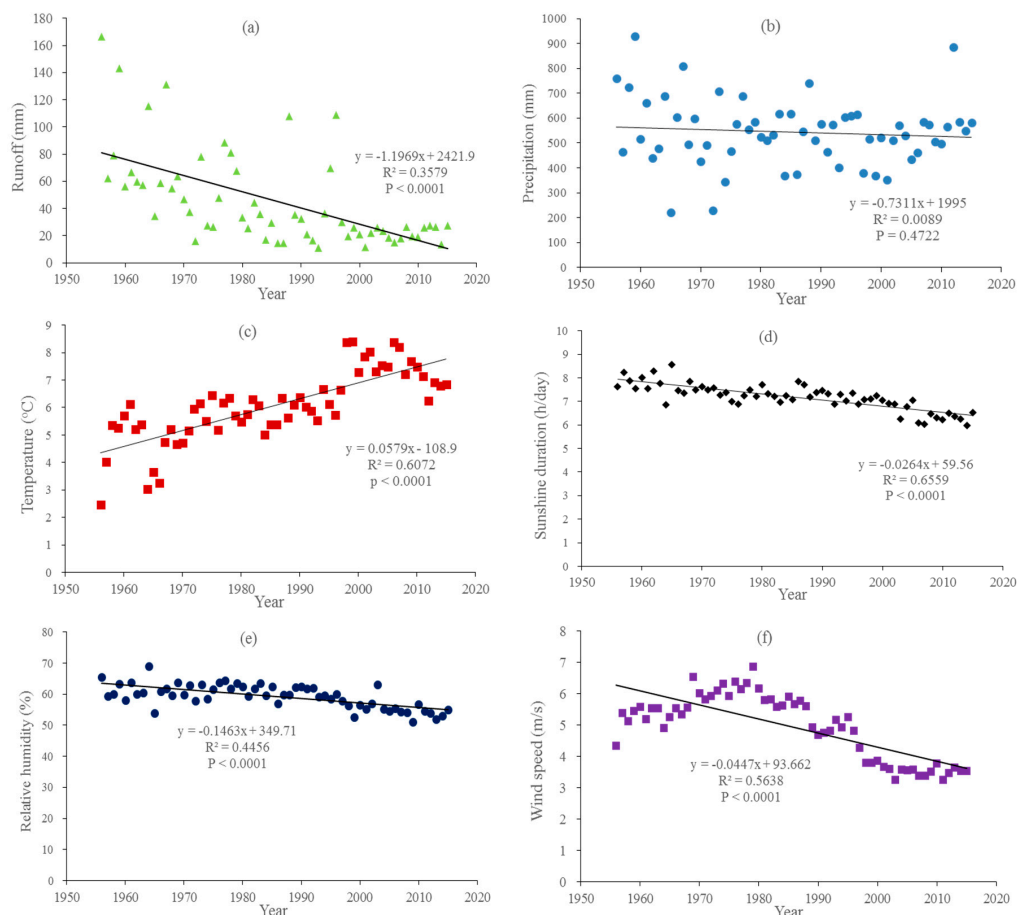 (a)
Runoff (mm)
180
160
140
120
100
80
60
40
20
0
y = -1.1969x + 2421.9
R² = 0.3579
P < 0.0001
1950 1960 1970 1980 1990 2000 2010 2020
Year
(b)
Precipitation (mm)
1000
900
800
700
600
500
400
300
200
100
0
y = -0.7311x + 1995
R² = 0.0089
P = 0.4722
1950 1960 1970 1980 1990 2000 2010 2020
Year
(c)
Temperature (°C)
9
8
7
6
5
4
3
2
1
0
y = 0.0579x - 108.9
R² = 0.6072
p < 0.0001
1950 1960 1970 1980 1990 2000 2010 2020
Year
(d)
Sunshine duration (h/day)
10
9
8
7
6
5
4
3
2
1
0
y = -0.0264x + 59.56
R² = 0.6559
P < 0.0001
1950 1960 1970 1980 1990 2000 2010 2020
Year
(e)
Relative humidity (%)
80
70
60
50
40
30
20
10
0
y = -0.1463x + 349.71
R² = 0.4456
P < 0.0001
1950 1960 1970 1980 1990 2000 2010 2020
Year
(f)
Wind speed (m/s)
8
7
6
5
4
3
2
1
0
y = -0.0447x + 93.662
R² = 0.5638
P < 0.0001
1950 1960 1970 1980 1990 2000 2010 2020
Year